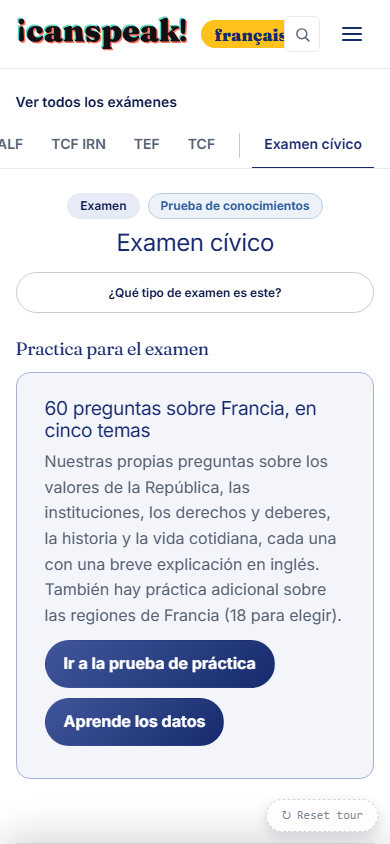 icanspeak!
français
Ver todos los exámenes
ALF TCF IRN TEF TCF Examen cívico
Examen Prueba de conocimientos
Examen cívico
¿Qué tipo de examen es este?
Practica para el examen
60 preguntas sobre Francia, en
cinco temas
Nuestras propias preguntas sobre los
valores de la República, las
instituciones, los derechos y deberes,
la historia y la vida cotidiana, cada una
con una breve explicación en inglés.
También hay práctica adicional sobre
las regiones de Francia (18 para elegir).
Ir a la prueba de práctica
Aprende los datos
↻ Reset tour